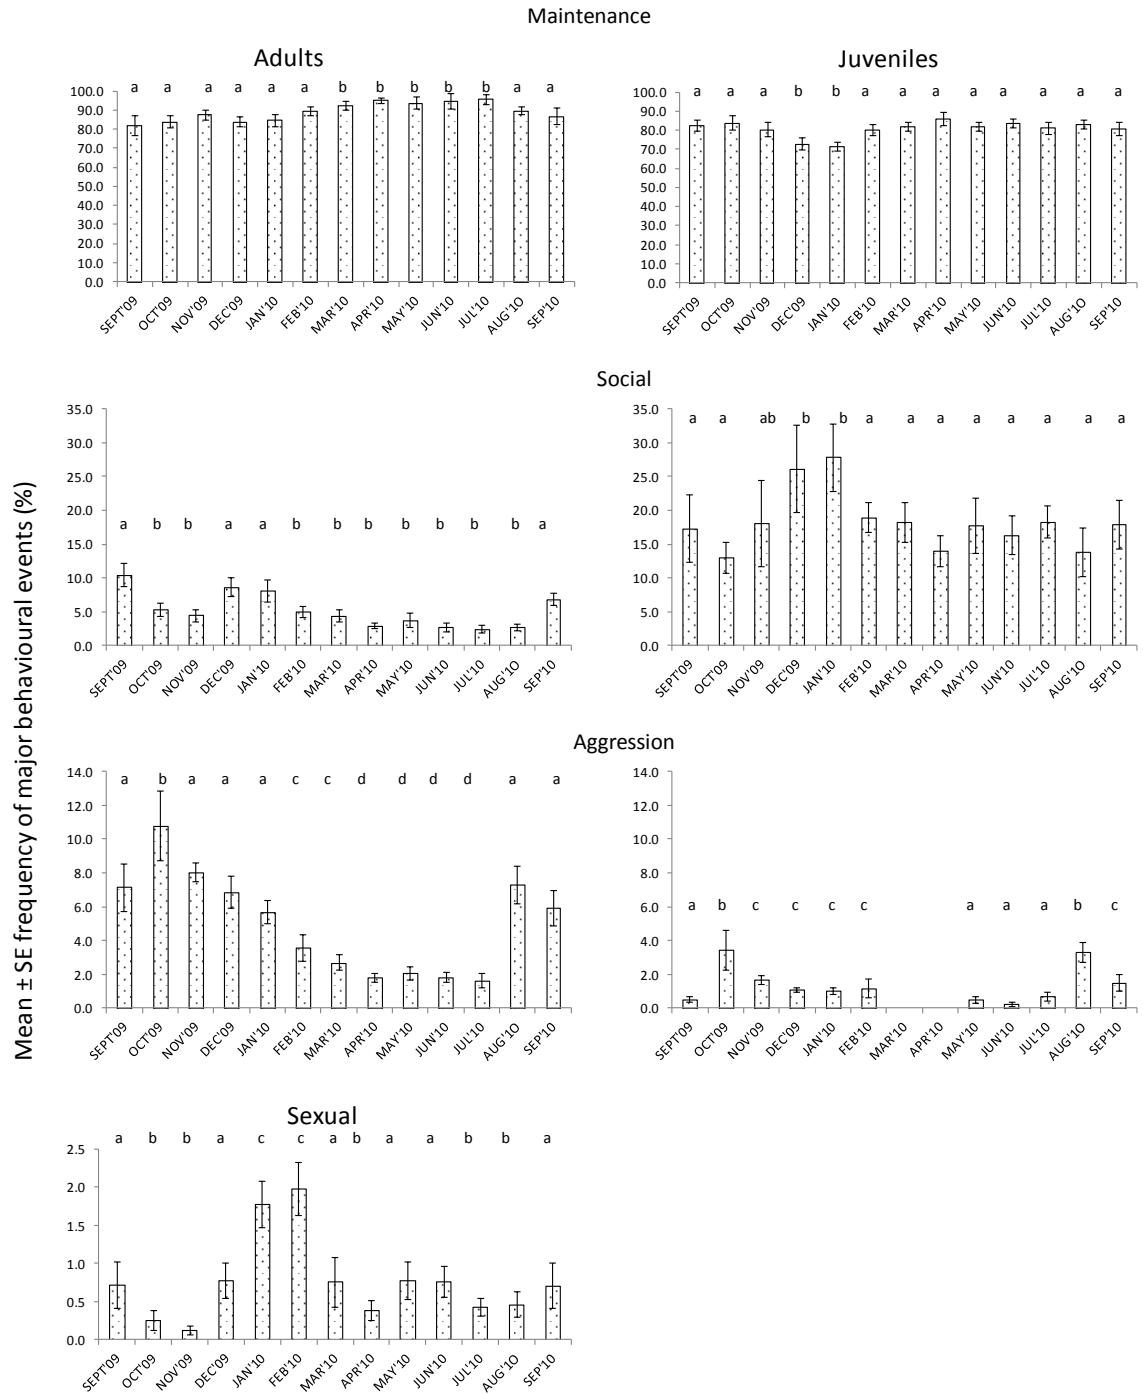 Maintenance
Adults
Juveniles
a a a a a a b b b b b a a
100.0
90.0
80.0
70.0
60.0
50.0
40.0
30.0
20.0
10.0
0.0
SEPT'09 OCT'09 NOV'09 DEC'09 JAN'10 FEB'10 MAR'10 APR'10 MAY'10 JUN'10 JUL'10 AUG'10 SEP'10
a a a b b a a a a a a a a
100.0
90.0
80.0
70.0
60.0
50.0
40.0
30.0
20.0
10.0
0.0
SEPT'09 OCT'09 NOV'09 DEC'09 JAN'10 FEB'10 MAR'10 APR'10 MAY'10 JUN'10 JUL'10 AUG'10 SEP'10
Social
35.0
30.0
25.0
20.0
15.0
10.0
5.0
0.0
a b b a a b b b b b b b a
SEPT'09 OCT'09 NOV'09 DEC'09 JAN'10 FEB'10 MAR'10 APR'10 MAY'10 JUN'10 JUL'10 AUG'10 SEP'10
35.0
30.0
25.0
20.0
15.0
10.0
5.0
0.0
a a ab b b a a a a a a a a
SEPT'09 OCT'09 NOV'09 DEC'09 JAN'10 FEB'10 MAR'10 APR'10 MAY'10 JUN'10 JUL'10 AUG'10 SEP'10
Mean ± SE frequency of major behavioural events (%)
Aggression
14.0
12.0
10.0
8.0
6.0
4.0
2.0
0.0
a b a a a c c d d d d a a
SEPT'09 OCT'09 NOV'09 DEC'09 JAN'10 FEB'10 MAR'10 APR'10 MAY'10 JUN'10 JUL'10 AUG'10 SEP'10
14.0
12.0
10.0
8.0
6.0
4.0
2.0
0.0
a b c c c c a a a b c
SEPT'09 OCT'09 NOV'09 DEC'09 JAN'10 FEB'10 MAR'10 APR'10 MAY'10 JUN'10 JUL'10 AUG'10 SEP'10
Sexual
a b b a c c a b a a b b a
2.5
2.0
1.5
1.0
0.5
0.0
SEPT'09 OCT'09 NOV'09 DEC'09 JAN'10 FEB'10 MAR'10 APR'10 MAY'10 JUN'10 JUL'10 AUG'10 SEP'10